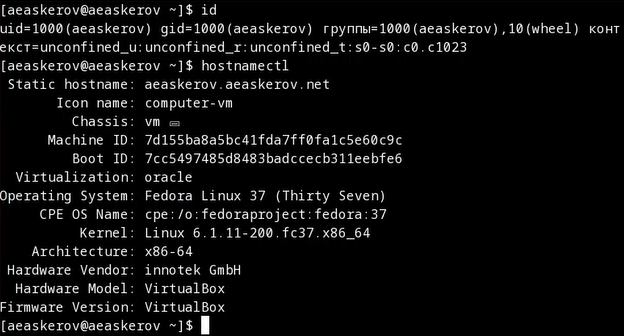 [aeaskerov@aeaskerov ~]$ id
uid=1000(aeaskerov) gid=1000(aeaskerov) группы=1000(aeaskerov),10(wheel) конт
екст=unconfined_u:unconfined_r:unconfined_t:s0-s0:c0.c1023
[aeaskerov@aeaskerov ~]$ hostnamectl
Static hostname: aeaskerov.aeaskerov.net
Icon name: computer-vm
Chassis: vm
Machine ID: 7d155ba8a5bc41fda7ff0fa1c5e60c9c
Boot ID: 7cc5497485d8483badccecb311eebfe6
Virtualization: oracle
Operating System: Fedora Linux 37 (Thirty Seven)
CPE OS Name: cpe:/o:fedoraproject:fedora:37
Kernel: Linux 6.1.11-200.fc37.x86_64
Architecture: x86-64
Hardware Vendor: innotek GmbH
Hardware Model: VirtualBox
Firmware Version: VirtualBox
[aeaskerov@aeaskerov ~]$